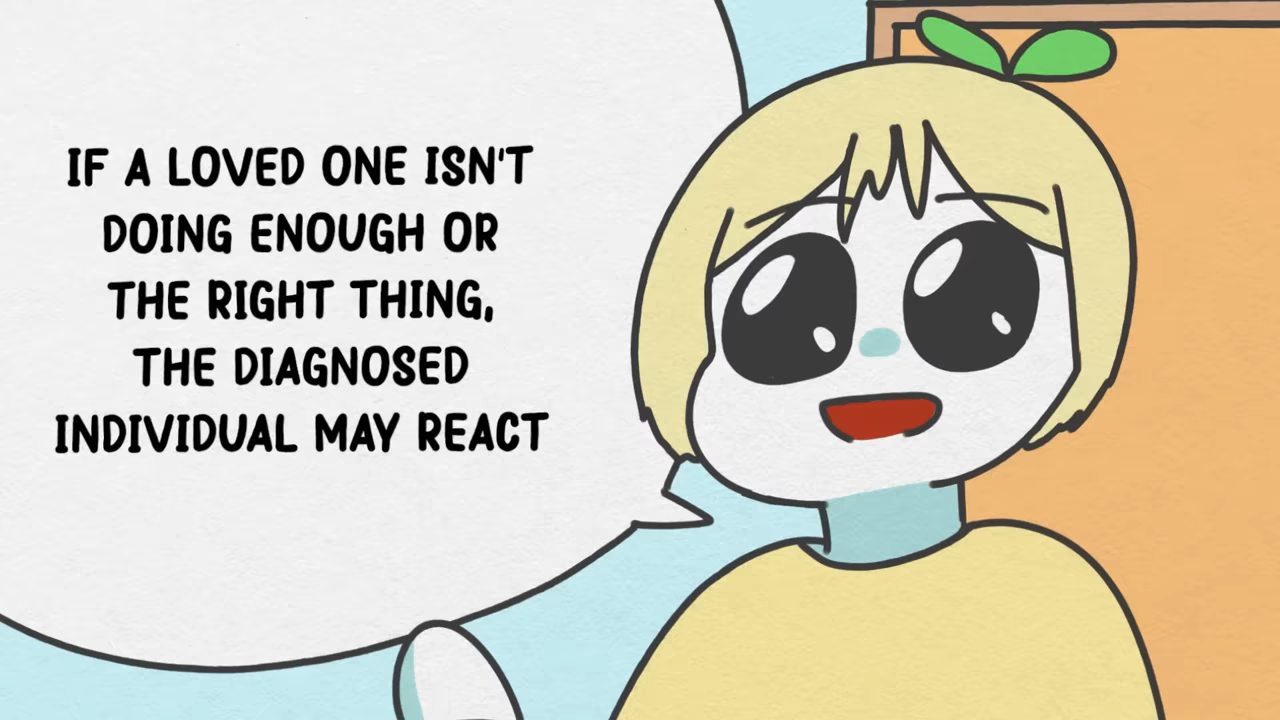 IF A LOVED ONE ISN'T
DOING ENOUGH OR
THE RIGHT THING,
THE DIAGNOSED
INDIVIDUAL MAY REACT